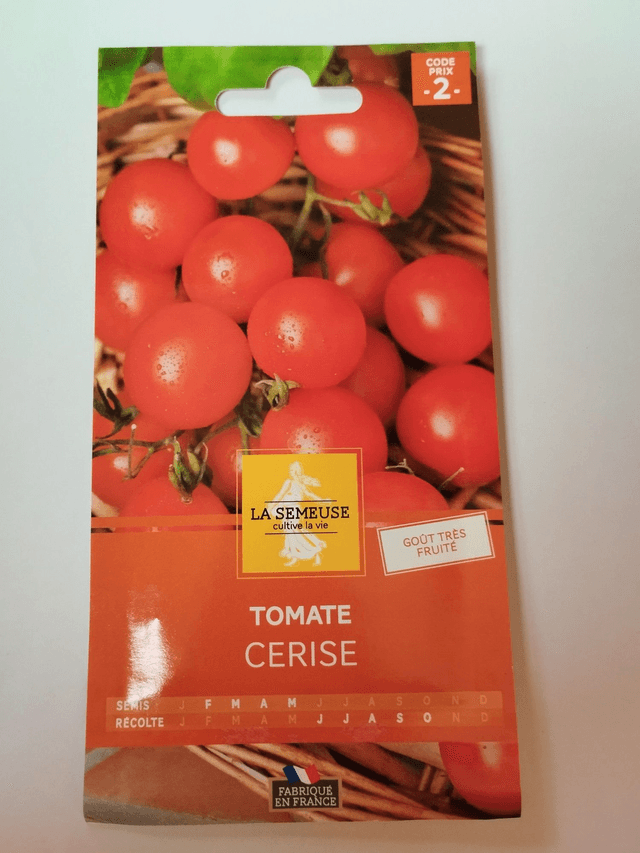 CODE
PRIX
-2-
LA SEMEUSE
cultive la vie
GOÛT TRÈS
FRUITÉ
TOMATE
CERISE
SEMIS J F M A M J J A S O N D
RÉCOLTE J F M A M J J A S O N D
FABRIQUÉ
EN FRANCE